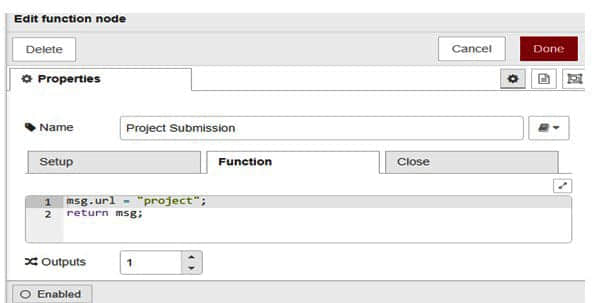 Edit function node
Delete
Cancel
Done
Properties
Name
Project Submission
Setup
Function
Close
1 msg.url = "project";
2 return msg;
Outputs
1
Enabled